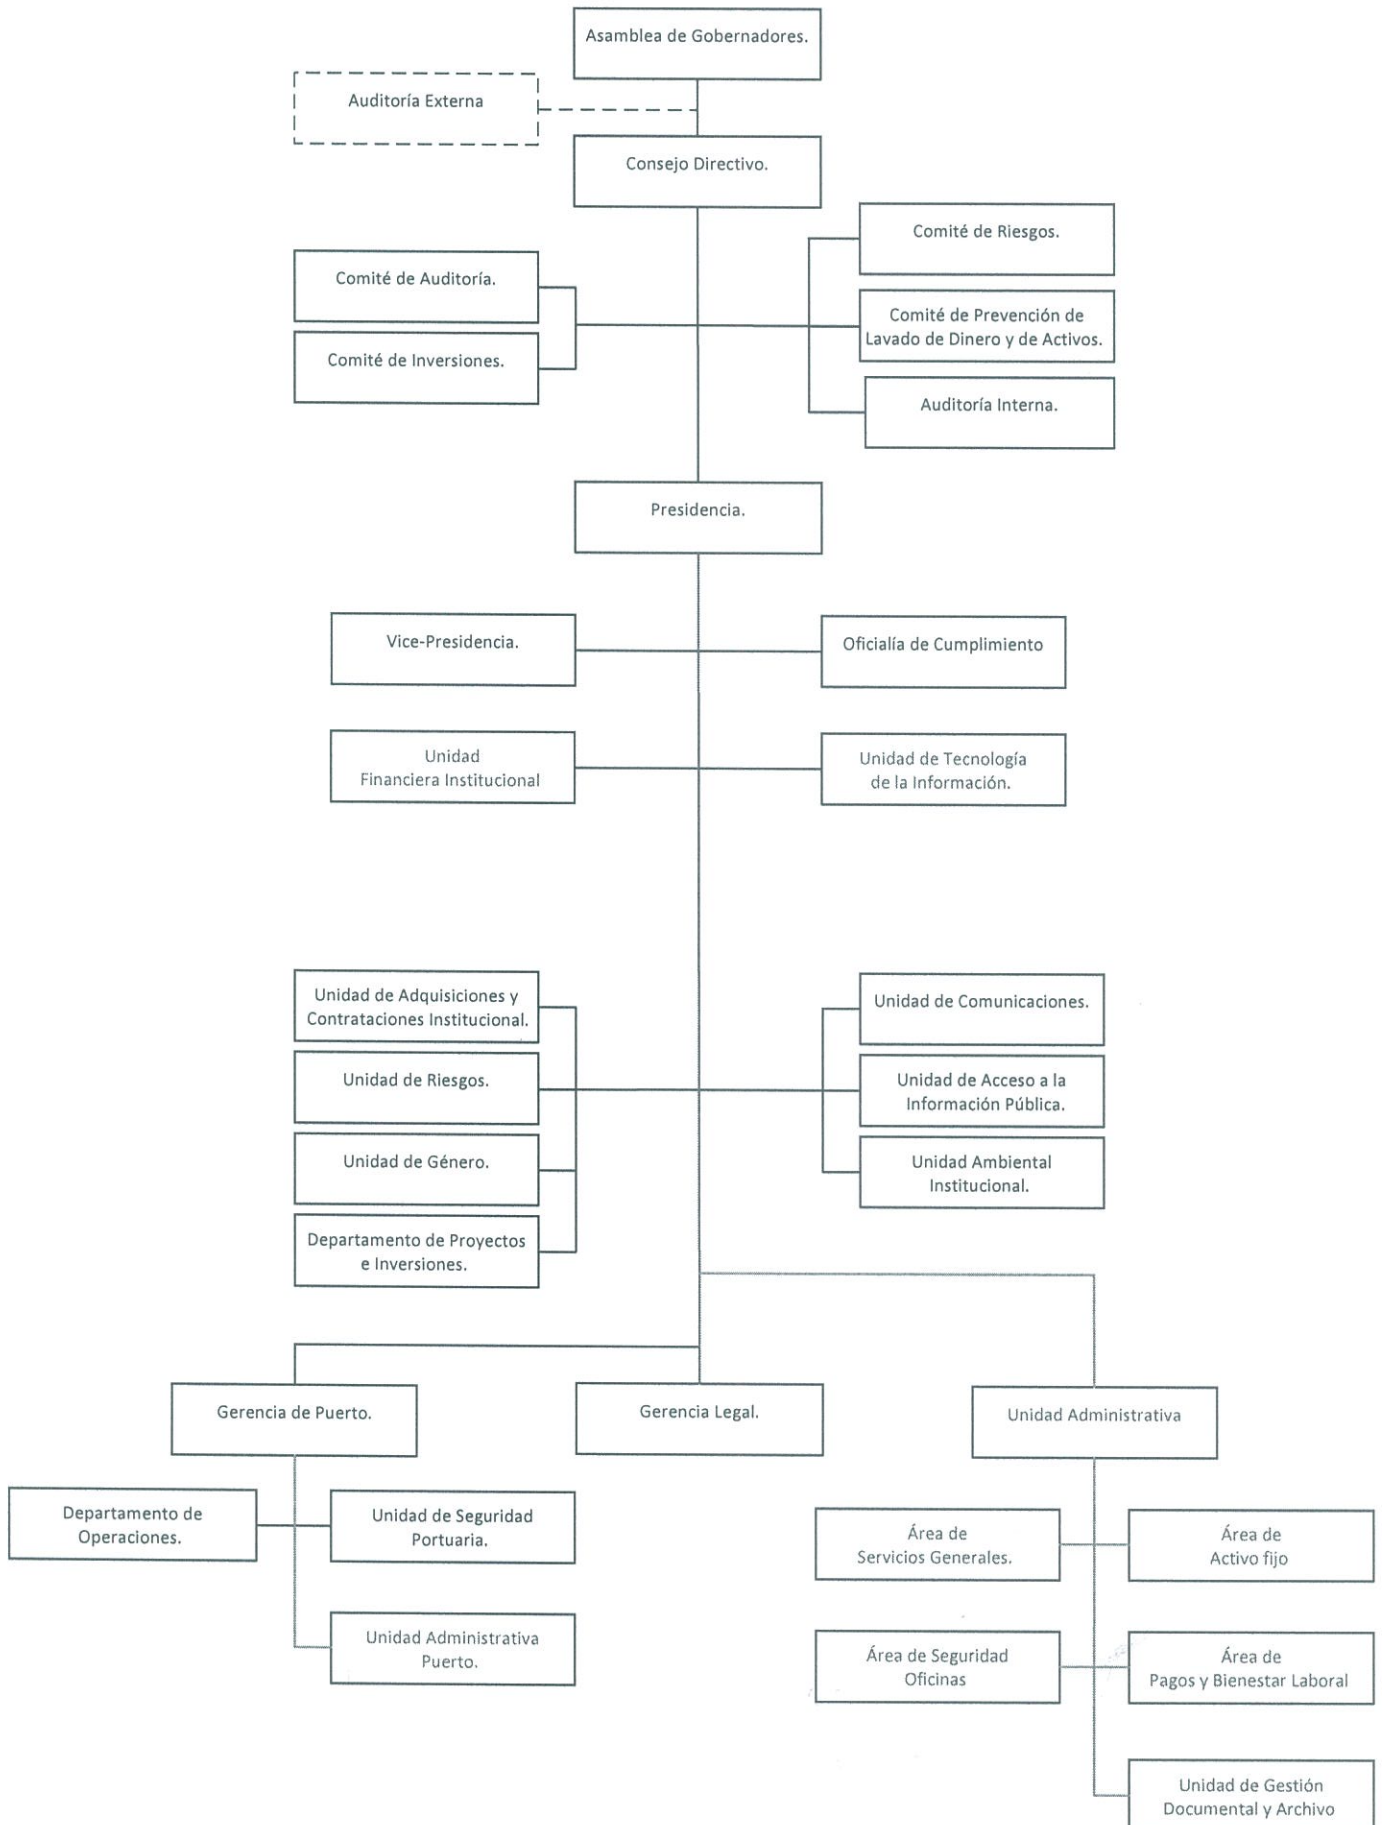 Asamblea de Gobernadores.
Auditoría Externa
Consejo Directivo.
Comité de Riesgos.
Comité de Auditoría.
Comité de Prevención de
Lavado de Dinero y de Activos.
Comité de Inversiones.
Auditoría Interna.
Presidencia.
Vice-Presidencia.
Oficialía de Cumplimiento
Unidad
Financiera Institucional
Unidad de Tecnología
de la Información.
Unidad de Adquisiciones y
Contrataciones Institucional.
Unidad de Comunicaciones.
Unidad de Riesgos.
Unidad de Acceso a la
Información Pública.
Unidad de Género.
Unidad Ambiental
Institucional.
Departamento de Proyectos
e Inversiones.
Gerencia de Puerto.
Gerencia Legal.
Unidad Administrativa
Departamento de
Operaciones.
Unidad de Seguridad
Portuaria.
Área de
Servicios Generales.
Área de
Activo fijo
Unidad Administrativa
Puerto.
Área de Seguridad
Oficinas
Área de
Pagos y Bienestar Laboral
Unidad de Gestión
Documental y Archivo